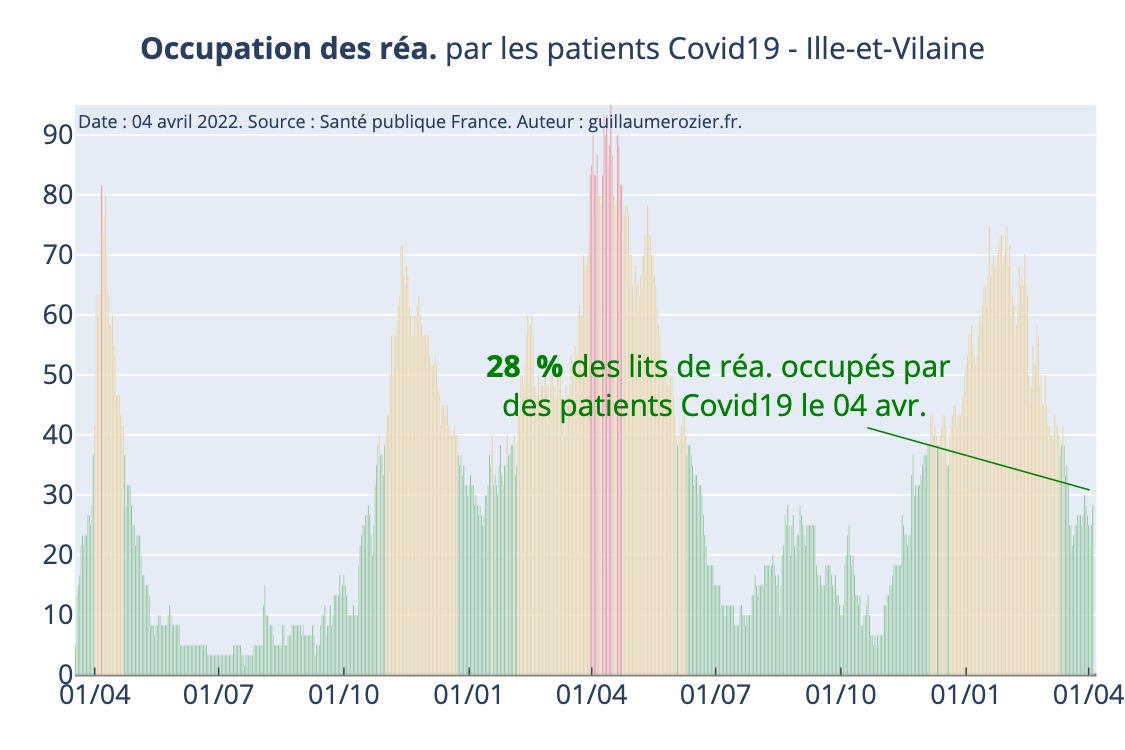 Occupation des réa. par les patients Covid19 - Ille-et-Vilaine
Date : 04 avril 2022. Source : Santé publique France. Auteur : guillaumerozier.fr.
90
80
70
60
50
40
30
20
10
0
28 % des lits de réa. occupés par
des patients Covid19 le 04 avr.
01/04 01/07 01/10 01/01 01/04 01/07 01/10 01/01 01/04